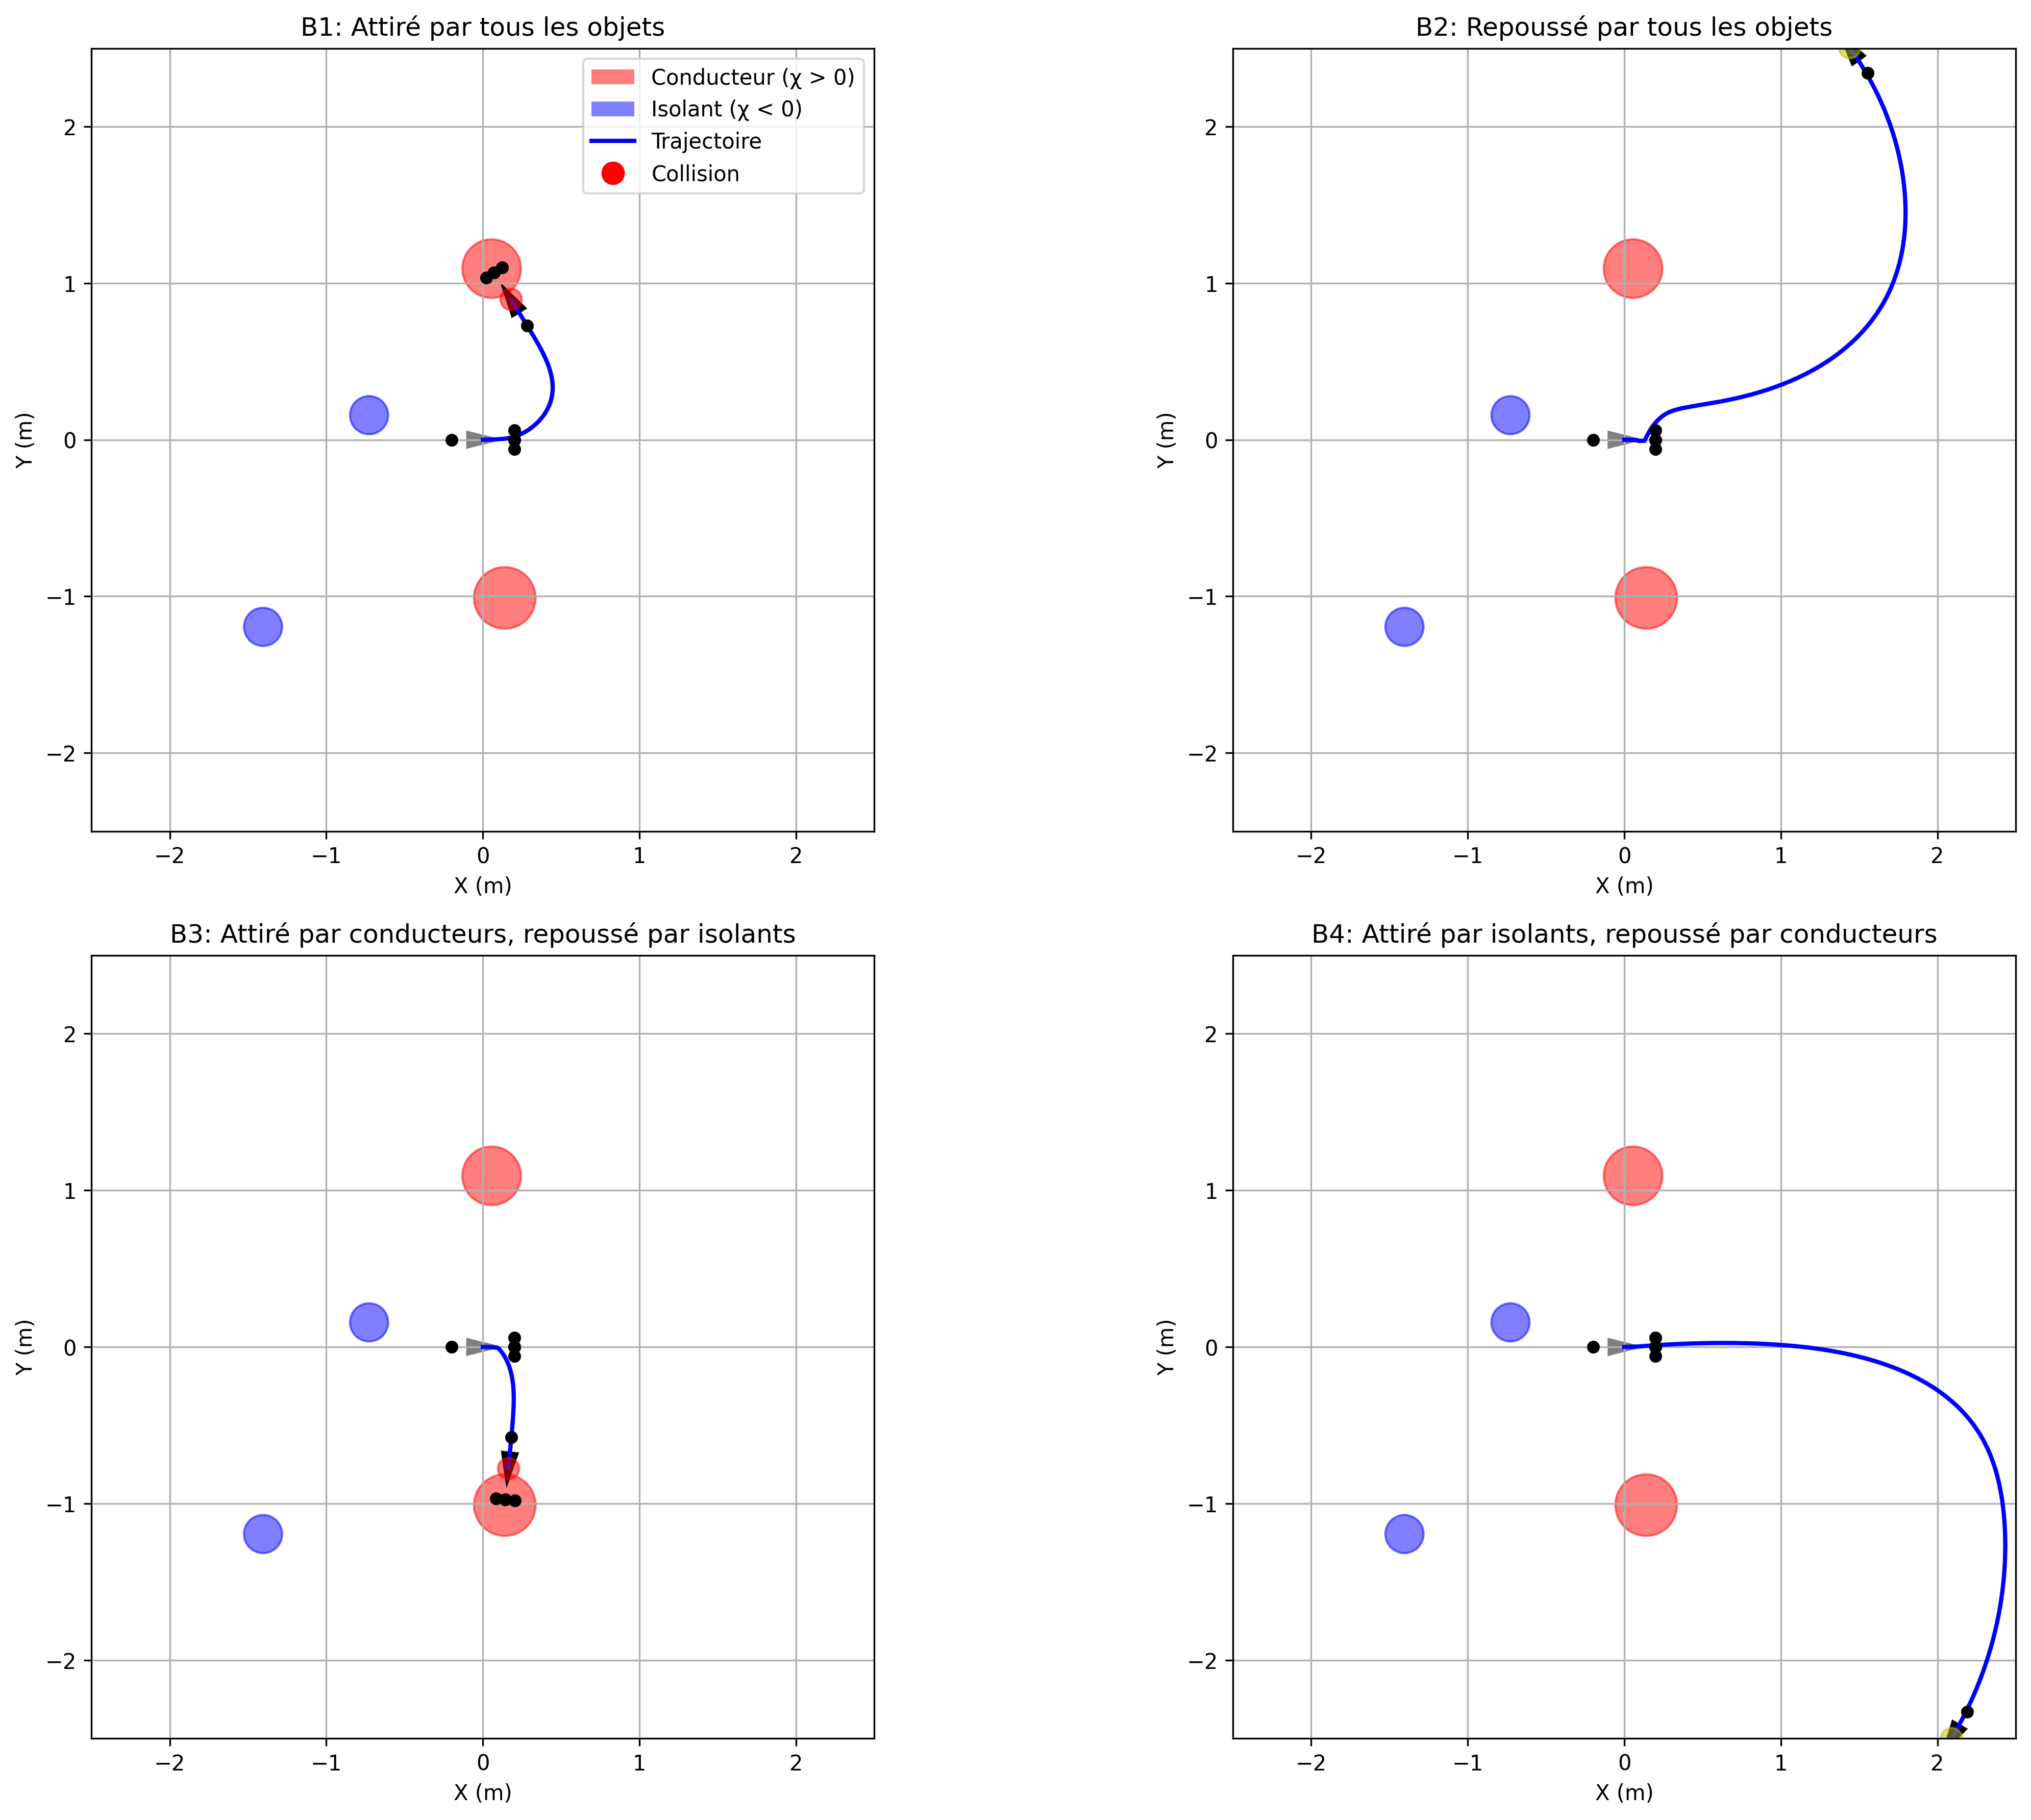 B1: Attiré par tous les objets
Conducteur (χ > 0)
Isolant (χ < 0)
Trajectoire
Collision
2
1
0
−1
−2
Y (m)
−2 −1 0 1 2
X (m)
B2: Repoussé par tous les objets
2
1
0
−1
−2
Y (m)
−2 −1 0 1 2
X (m)
B3: Attiré par conducteurs, repoussé par isolants
2
1
0
−1
−2
Y (m)
−2 −1 0 1 2
X (m)
B4: Attiré par isolants, repoussé par conducteurs
2
1
0
−1
−2
Y (m)
−2 −1 0 1 2
X (m)